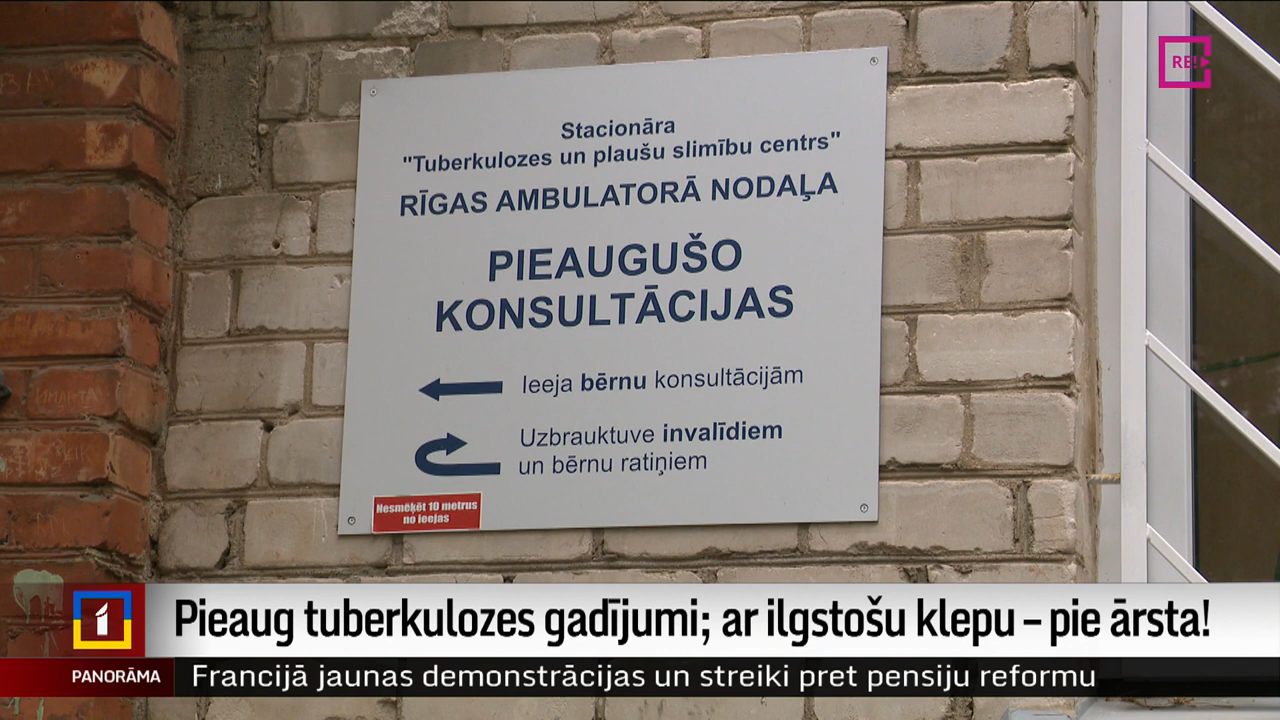 RE!
Stacionāra
"Tuberkulozes un plaušu slimību centrs"
RĪGAS AMBULATORĀ NODAĻA
PIEAUGUŠO
KONSULTĀCIJAS
Ieeja bērnu konsultācijām
Uzbrauktuve invalīdiem
un bērnu ratiņiem
Nesmēķēt 10 metrus
no ieejas
1
Pieaug tuberkulozes gadījumi; ar ilgstošu klepu – pie ārsta!
PANORĀMA
Francijā jaunas demonstrācijas un streiki pret pensiju reformu